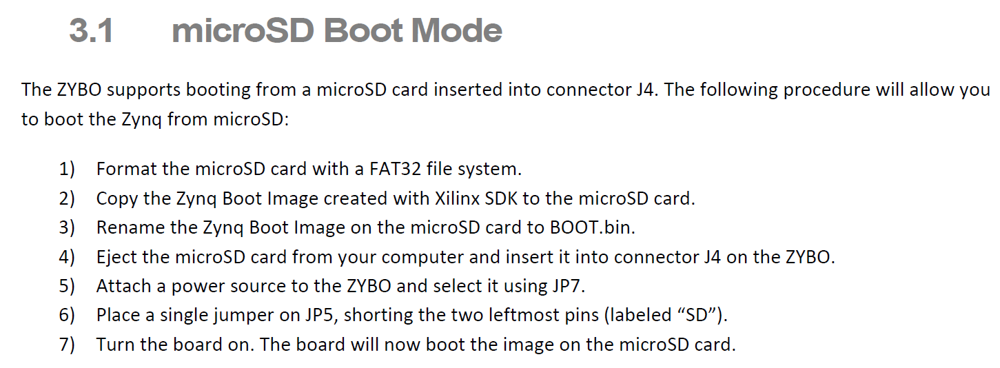 3.1 microSD Boot Mode
The ZYBO supports booting from a microSD card inserted into connector J4. The following procedure will allow you
to boot the Zynq from microSD:
1) Format the microSD card with a FAT32 file system.
2) Copy the Zynq Boot Image created with Xilinx SDK to the microSD card.
3) Rename the Zynq Boot Image on the microSD card to BOOT.bin.
4) Eject the microSD card from your computer and insert it into connector J4 on the ZYBO.
5) Attach a power source to the ZYBO and select it using JP7.
6) Place a single jumper on JP5, shorting the two leftmost pins (labeled “SD”).
7) Turn the board on. The board will now boot the image on the microSD card.